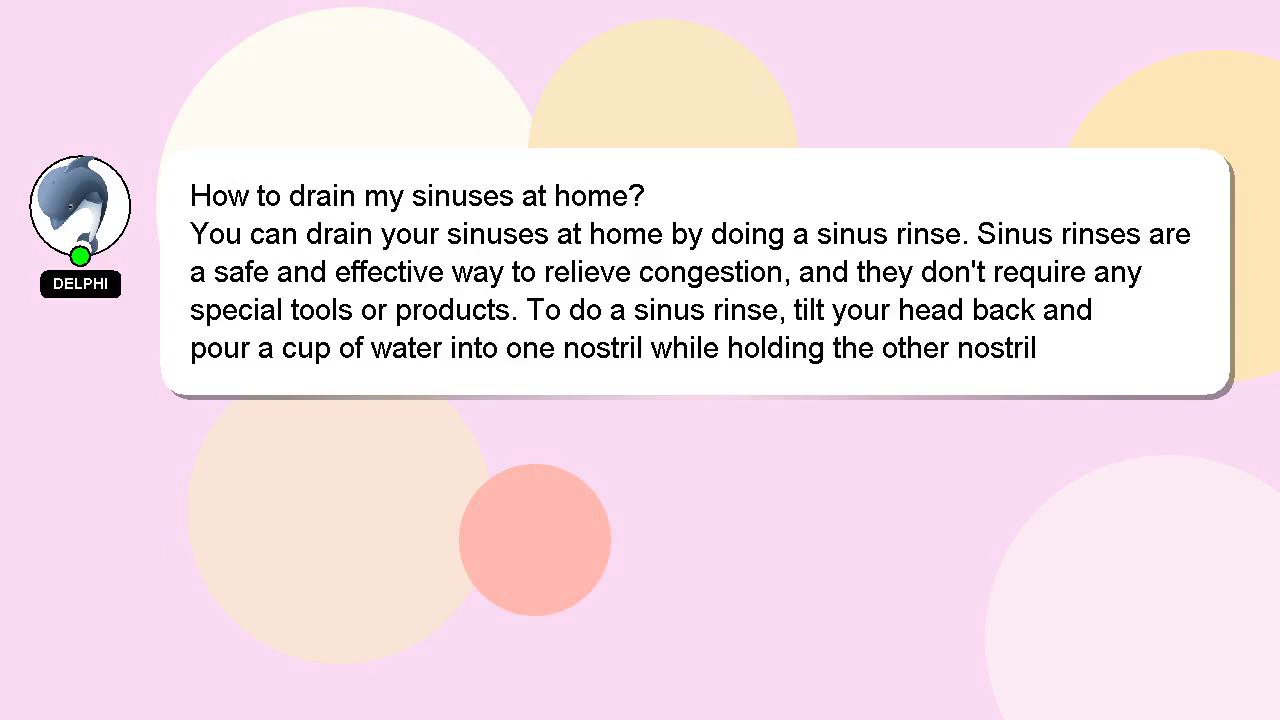 How to drain my sinuses at home?
You can drain your sinuses at home by doing a sinus rinse. Sinus rinses are
a safe and effective way to relieve congestion, and they don't require any
special tools or products. To do a sinus rinse, tilt your head back and
pour a cup of water into one nostril while holding the other nostril
DELPHI